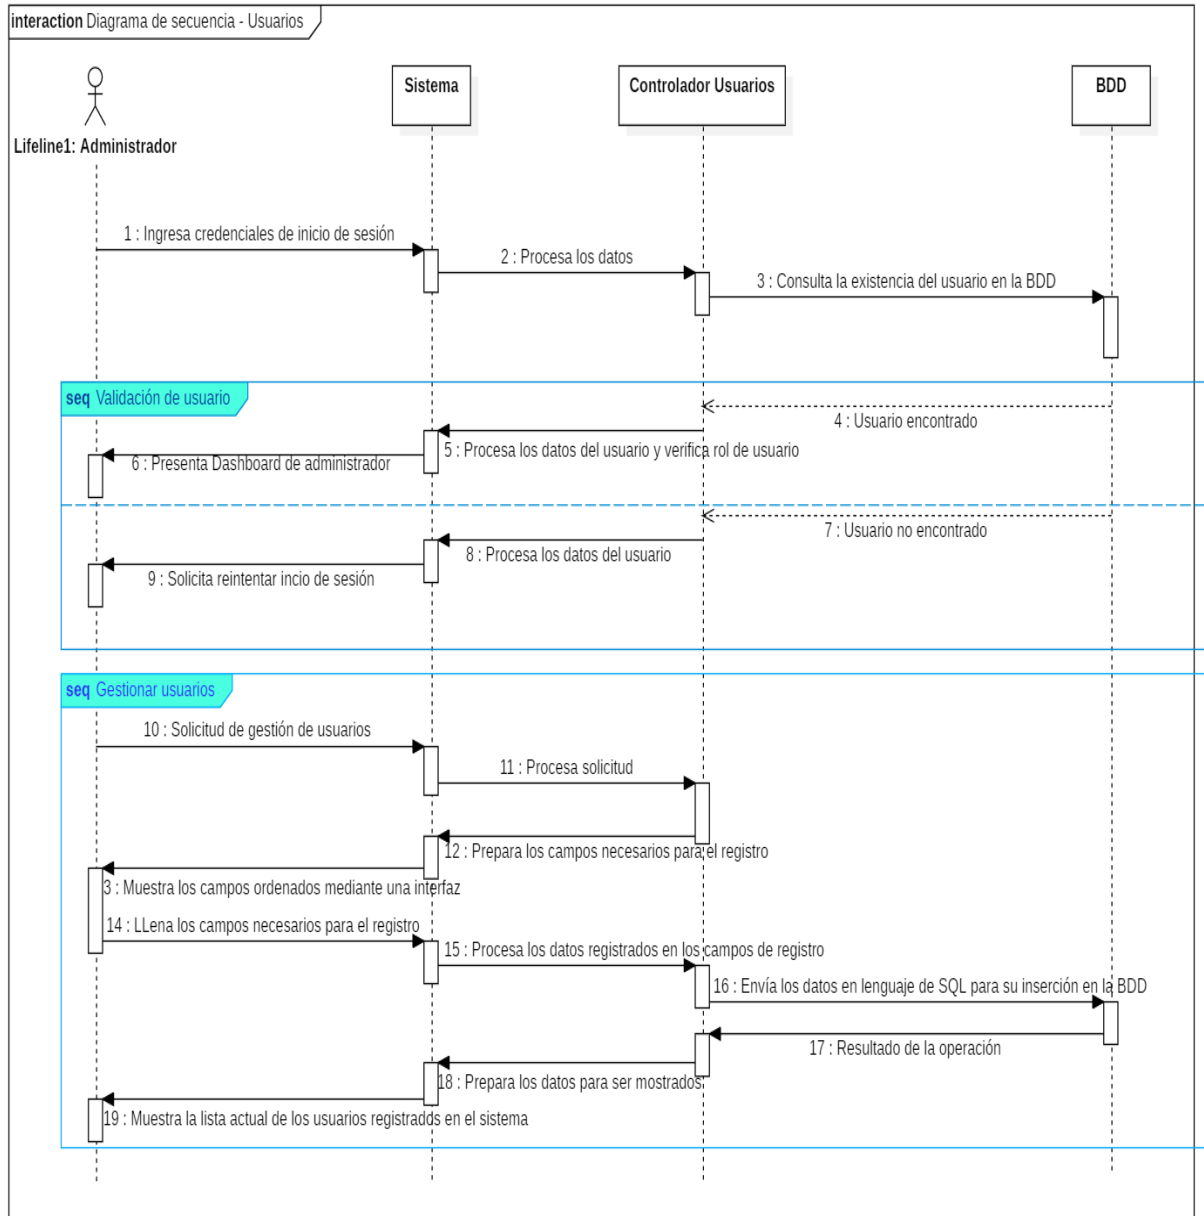 interaction Diagrama de secuencia - Usuarios
Lifeline1: Administrador
Sistema
Controlador Usuarios
BDD
1 : Ingresa credenciales de inicio de sesión
2 : Procesa los datos
3 : Consulta la existencia del usuario en la BDD
seq Validación de usuario
4 : Usuario encontrado
5 : Procesa los datos del usuario y verifica rol de usuario
6 : Presenta Dashboard de administrador
7 : Usuario no encontrado
8 : Procesa los datos del usuario
9 : Solicita reintentar incio de sesión
seq Gestionar usuarios
10 : Solicitud de gestión de usuarios
11 : Procesa solicitud
12 : Prepara los campos necesarios para el registro
3 : Muestra los campos ordenados mediante una interfaz
14 : LLena los campos necesarios para el registro
15 : Procesa los datos registrados en los campos de registro
16 : Envía los datos en lenguaje de SQL para su inserción en la BDD
17 : Resultado de la operación
18 : Prepara los datos para ser mostrados
19 : Muestra la lista actual de los usuarios registrados en el sistema